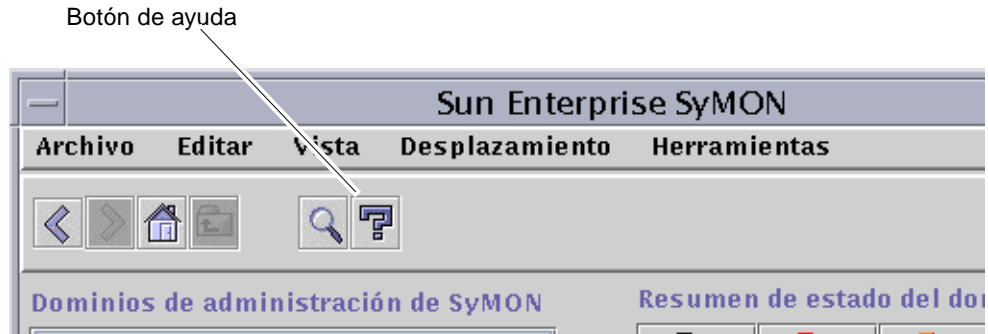 Botón de ayuda
Sun Enterprise SyMON
Archivo Editar Vista Desplazamiento Herramientas
Dominios de administración de SyMON Resumen de estado del